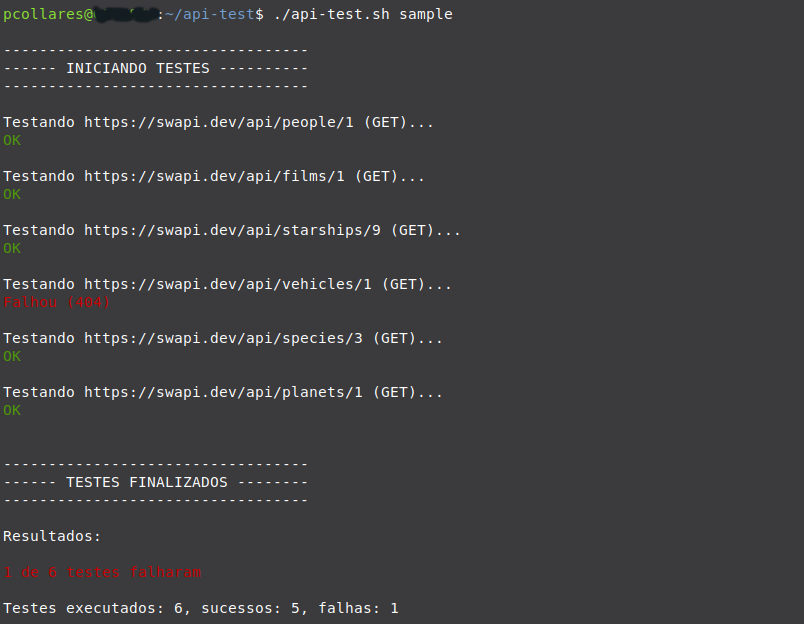 pcollares@ :~/api-test$ ./api-test.sh sample
----------------------------------
------ INICIANDO TESTES ----------
----------------------------------
Testando https://swapi.dev/api/people/1 (GET)...
OK
Testando https://swapi.dev/api/films/1 (GET)...
OK
Testando https://swapi.dev/api/starships/9 (GET)...
OK
Testando https://swapi.dev/api/vehicles/1 (GET)...
Falhou (404)
Testando https://swapi.dev/api/species/3 (GET)...
OK
Testando https://swapi.dev/api/planets/1 (GET)...
OK
----------------------------------
------ TESTES FINALIZADOS --------
----------------------------------
Resultados:
1 de 6 testes falharam
Testes executados: 6, sucessos: 5, falhas: 1